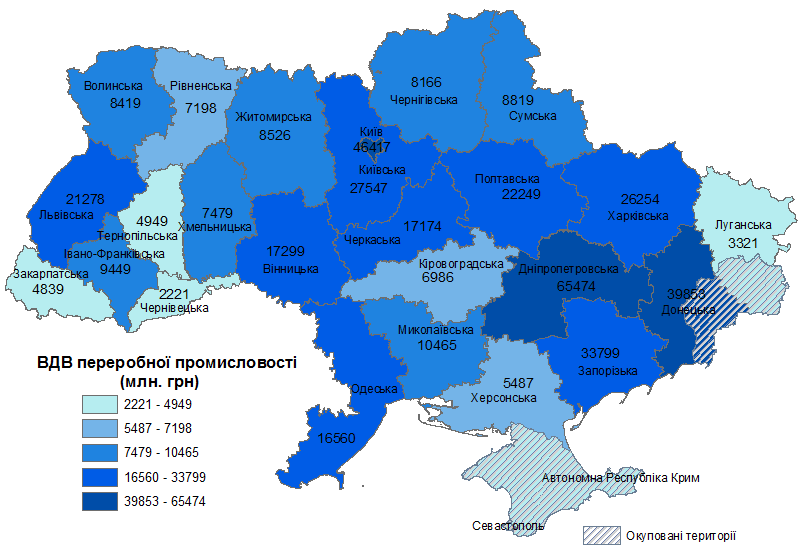 8166
Чернігівська
8819
Сумська
Волинська
8419
Рівненська
7198
Житомирська
8526
Київ
46417
Київська
27547
Полтавська
22249
26254
Харківська
21278
Львівська
4949
Тернопільська
7479
Хмельницька
17174
Черкаська
Луганська
3321
Івано-Франківська
9449
17299
Вінницька
Закарпатська
4839
2221
Чернівецька
Кіровоградська
6986
Дніпропетровська
65474
39853
Донецька
Миколаївська
10465
33799
Запорізька
5487
Херсонська
Одеська
16560
Автономна Республіка Крим
Севастополь
ВДВ переробної промисловості
(млн. грн)
2221 - 4949
5487 - 7198
7479 - 10465
16560 - 33799
39853 - 65474
Окуповані території